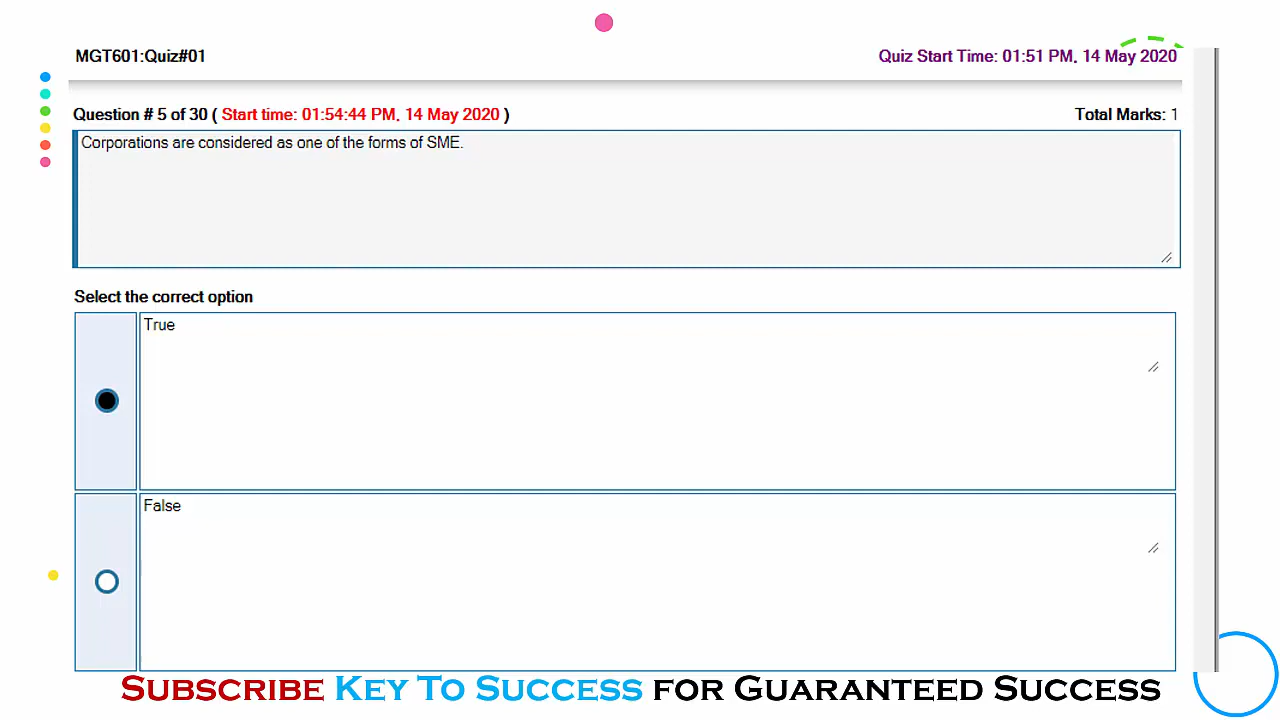 MGT601:Quiz#01
Quiz Start Time: 01:51 PM, 14 May 2020
Question # 5 of 30 ( Start time: 01:54:44 PM, 14 May 2020 )
Total Marks: 1
Corporations are considered as one of the forms of SME.
Select the correct option
True
False
SUBSCRIBE KEY TO SUCCESS FOR GUARANTEED SUCCESS